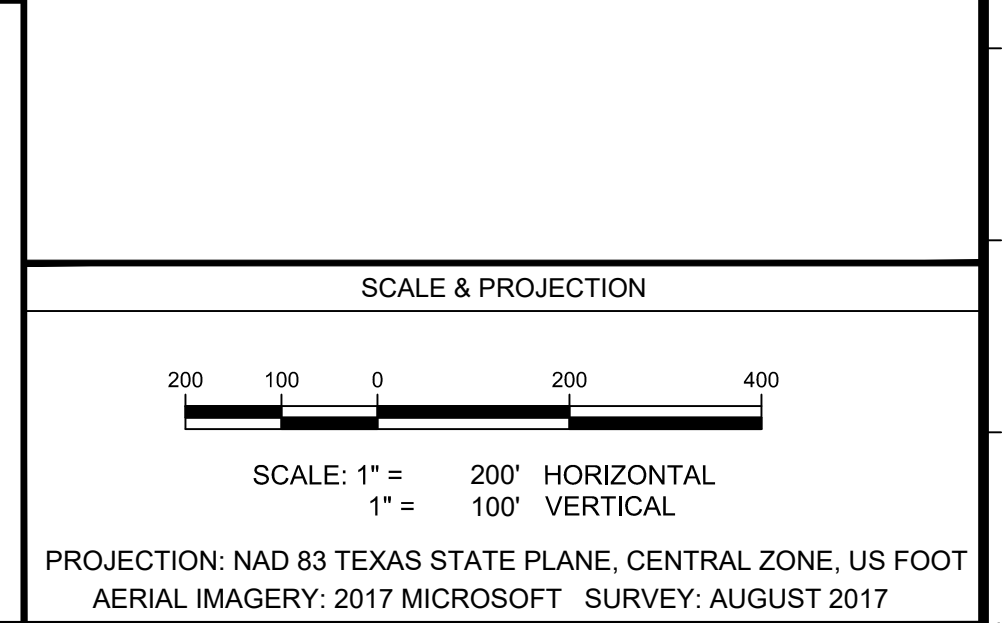 SCALE & PROJECTION
200 100 0 200 400
SCALE: 1" = 200' HORIZONTAL
1" = 100' VERTICAL
PROJECTION: NAD 83 TEXAS STATE PLANE, CENTRAL ZONE, US FOOT
AERIAL IMAGERY: 2017 MICROSOFT SURVEY: AUGUST 2017